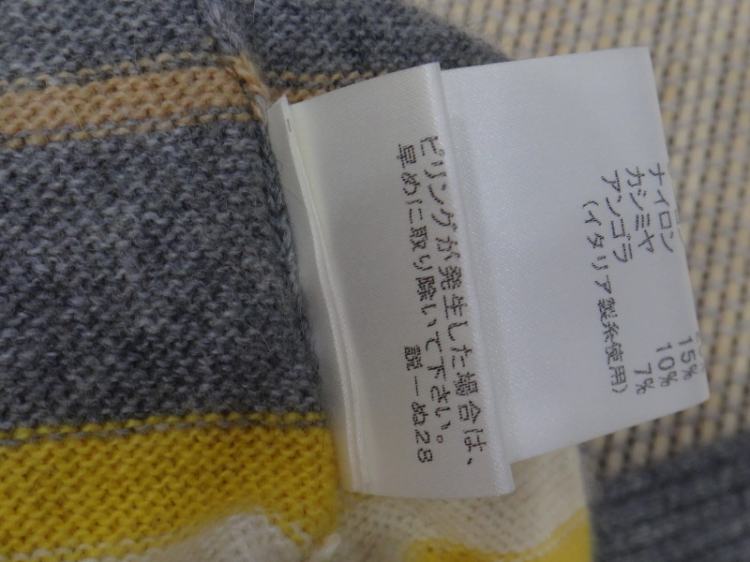 ピリングが発生した場合は、
早めに取り除いて下さい。
説ーぬ28
ナイロン 15%
カシミヤ 10%
アンゴラ 7%
(イタリア製糸使用)